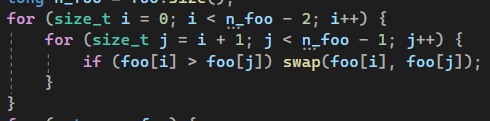 long n_foo = foo.size();
for (size_t i = 0; i < n_foo - 2; i++) {
for (size_t j = i + 1; j < n_foo - 1; j++) {
if (foo[i] > foo[j]) swap(foo[i], foo[j]);
}
}